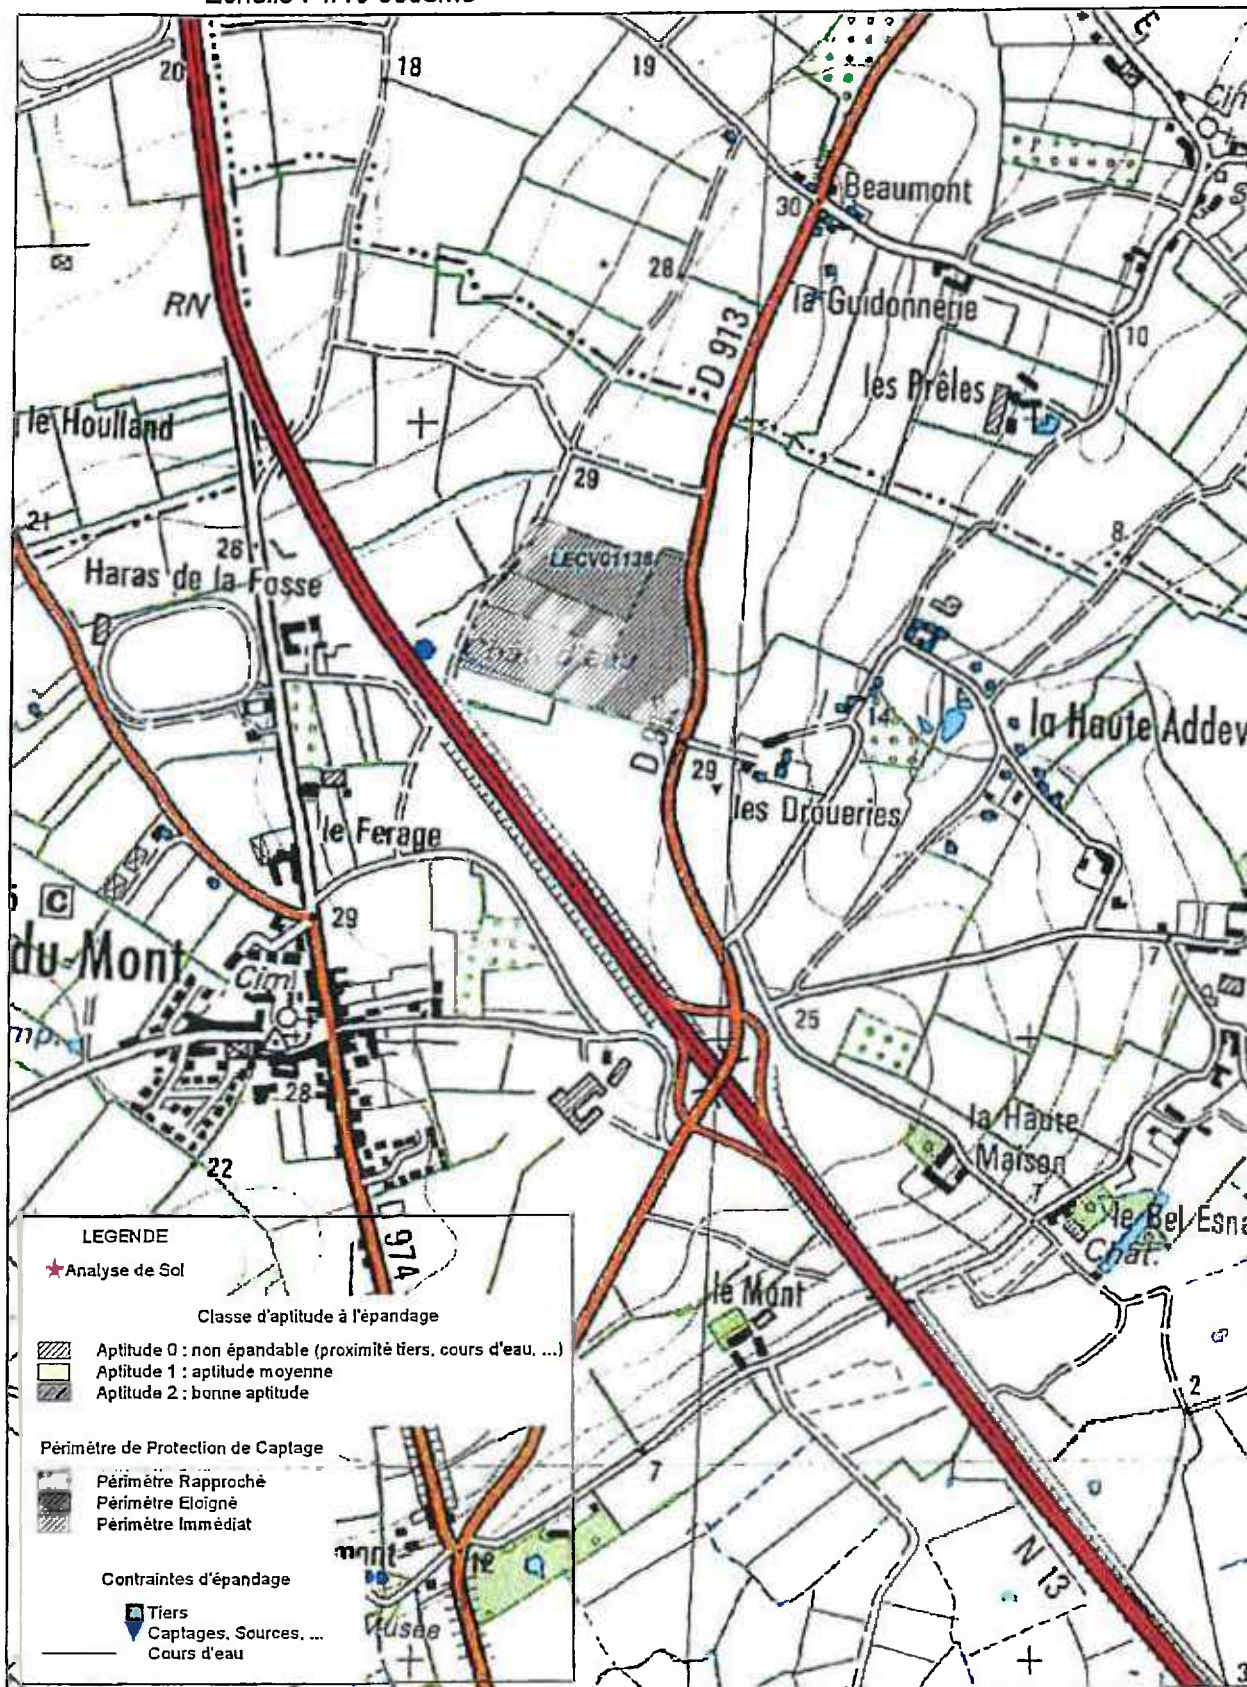 20
18
19
E
Beaumont
30
28
RN
la Guidonnerie
D 913
10
les Prêles
le Houlland
29
21
26
8
LECV01138
Haras de la Fosse
14
la Haute Addev
D 9
29
les Droueries
le Ferage
C
29
7
du-Mont
Ciml
25
28
la Haute
Maison
22
le Bel Esna
Chât.
D 974
le Mont
2
7
N 13
12
3
LEGENDE
Analyse de Sol
Classe d'aptitude à l'épandage
Aptitude 0 : non épandable (proximité tiers, cours d'eau, ...)
Aptitude 1 : aptitude moyenne
Aptitude 2 : bonne aptitude
Périmètre de Protection de Captage
Périmètre Rapproché
Périmètre Eloigné
Périmètre Immédiat
Contraintes d'épandage
Tiers
Captages, Sources, ...
Cours d'eau